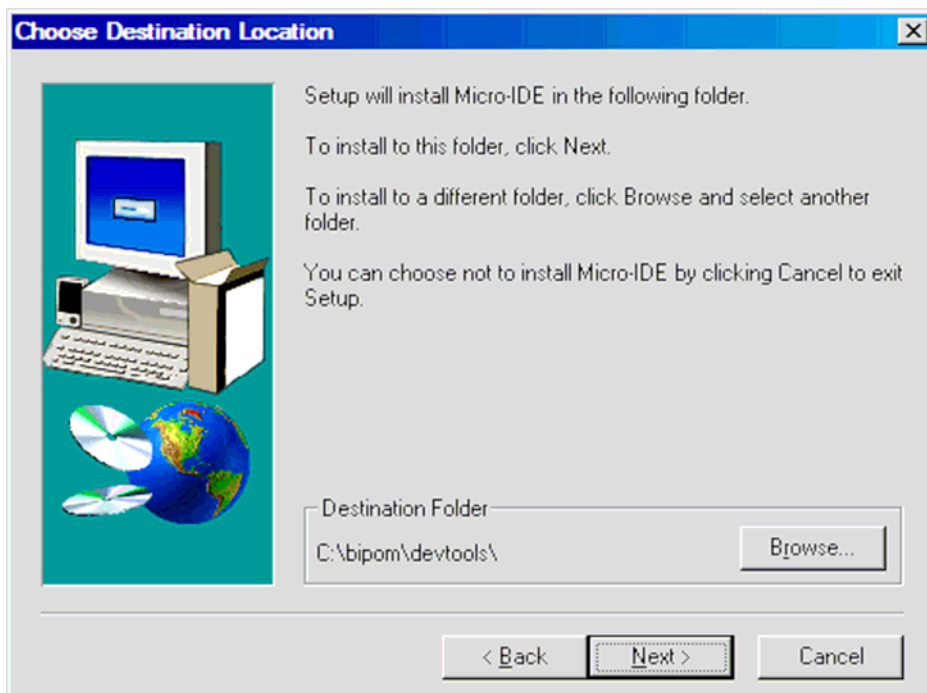 Choose Destination Location
Setup will install Micro-IDE in the following folder.
To install to this folder, click Next.
To install to a different folder, click Browse and select another
folder.
You can choose not to install Micro-IDE by clicking Cancel to exit
Setup.
Destination Folder
C:\bipom\devtools\
Browse...
< Back
Next >
Cancel